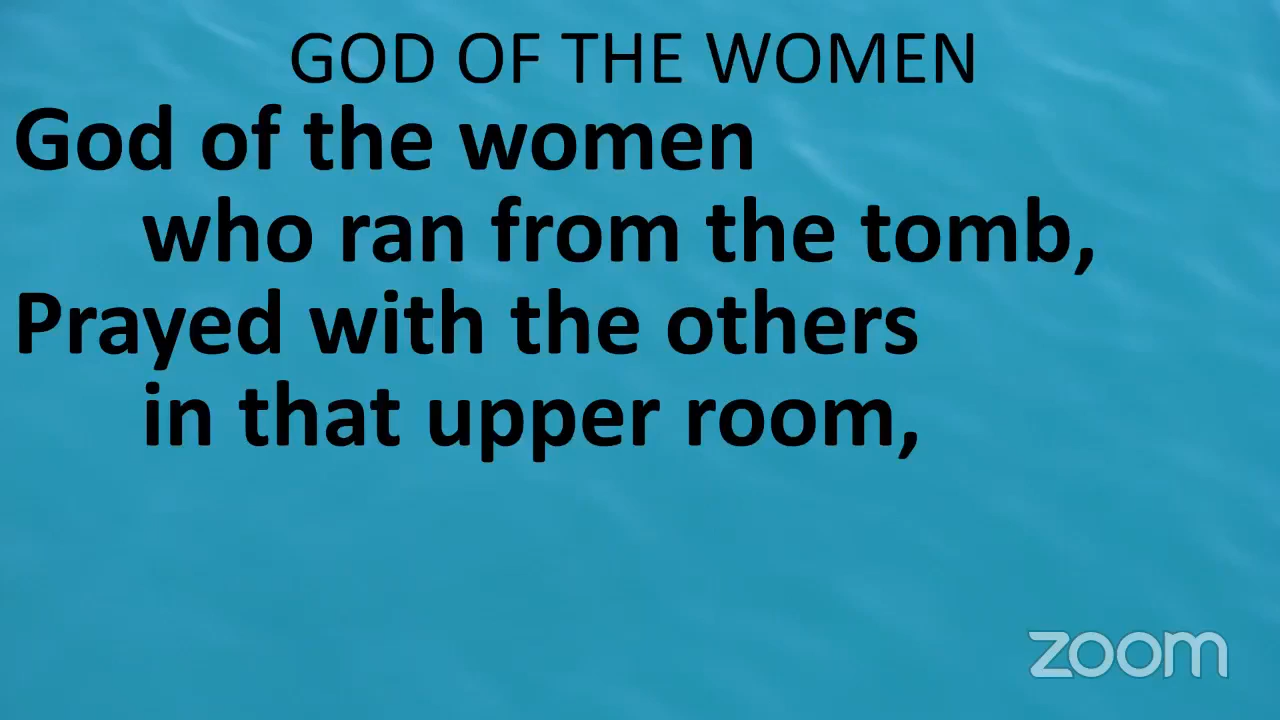 GOD OF THE WOMEN
God of the women
who ran from the tomb,
Prayed with the others
in that upper room,
zoom